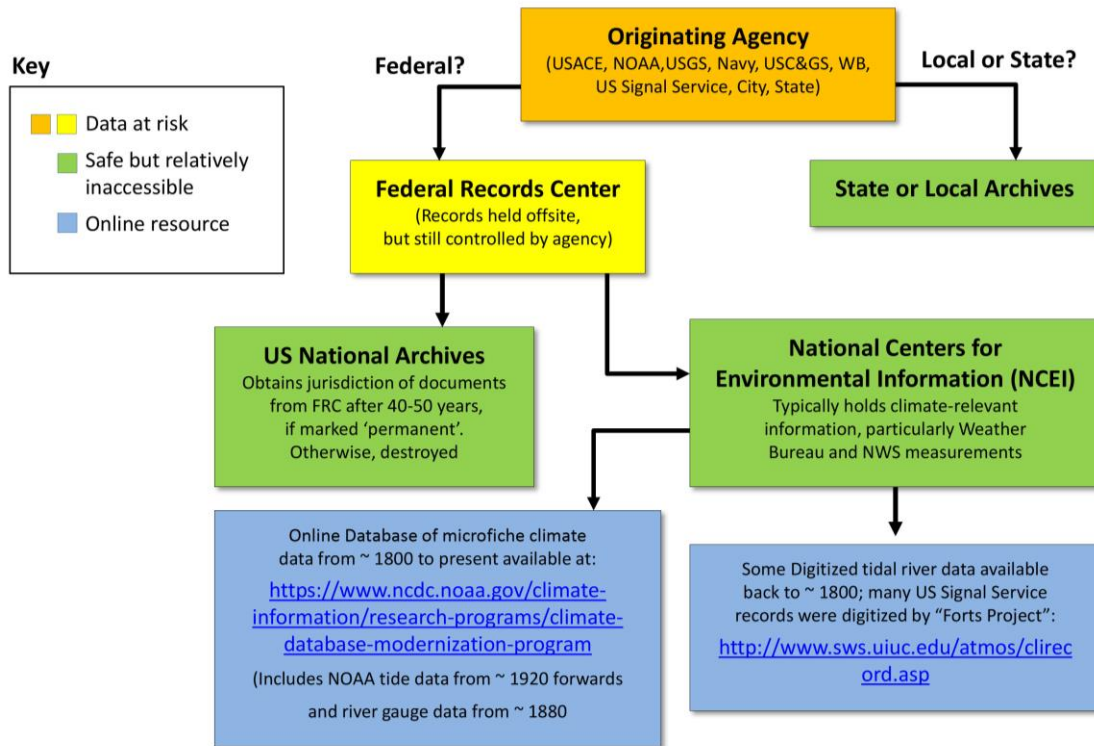 Key
Data at risk
Safe but relatively
inaccessible
Online resource
Federal?
Originating Agency
(USACE, NOAA,USGS, Navy, USC&GS, WB,
US Signal Service, City, State)
Local or State?
Federal Records Center
(Records held offsite,
but still controlled by agency)
State or Local Archives
US National Archives
Obtains jurisdiction of documents
from FRC after 40-50 years,
if marked ‘permanent’.
Otherwise, destroyed
National Centers for
Environmental Information (NCEI)
Typically holds climate-relevant
information, particularly Weather
Bureau and NWS measurements
Online Database of microfiche climate
data from ~ 1800 to present available at:
https://www.ncdc.noaa.gov/climate-
information/research-programs/climate-
database-modernization-program
(Includes NOAA tide data from ~ 1920 forwards
and river gauge data from ~ 1880
Some Digitized tidal river data available
back to ~ 1800; many US Signal Service
records were digitized by “Forts Project”:
http://www.sws.uiuc.edu/atmos/clirec
ord.asp